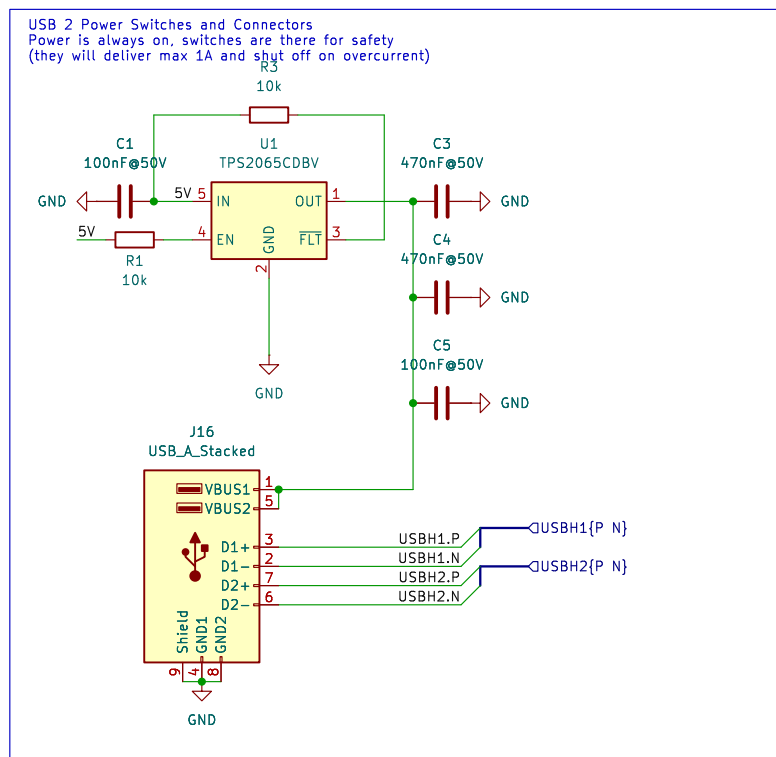 USB 2 Power Switches and Connectors
Power is always on, switches are there for safety
(they will deliver max 1A and shut off on overcurrent)
R3
10k
C1
100nF@50V
U1
TPS2065CDBV
C3
470nF@50V
GND
5V
5
IN
OUT
1
GND
5V
R1
10k
4
EN
GND
2
FLT
3
C4
470nF@50V
GND
GND
C5
100nF@50V
GND
J16
USB_A_Stacked
VBUS1
1
VBUS2
5
D1+
3
USBH1.P
USBH1{P N}
D1-
2
USBH1.N
D2+
7
USBH2.P
USBH2{P N}
D2-
6
USBH2.N
Shield
GND1
GND2
9
4
8
GND